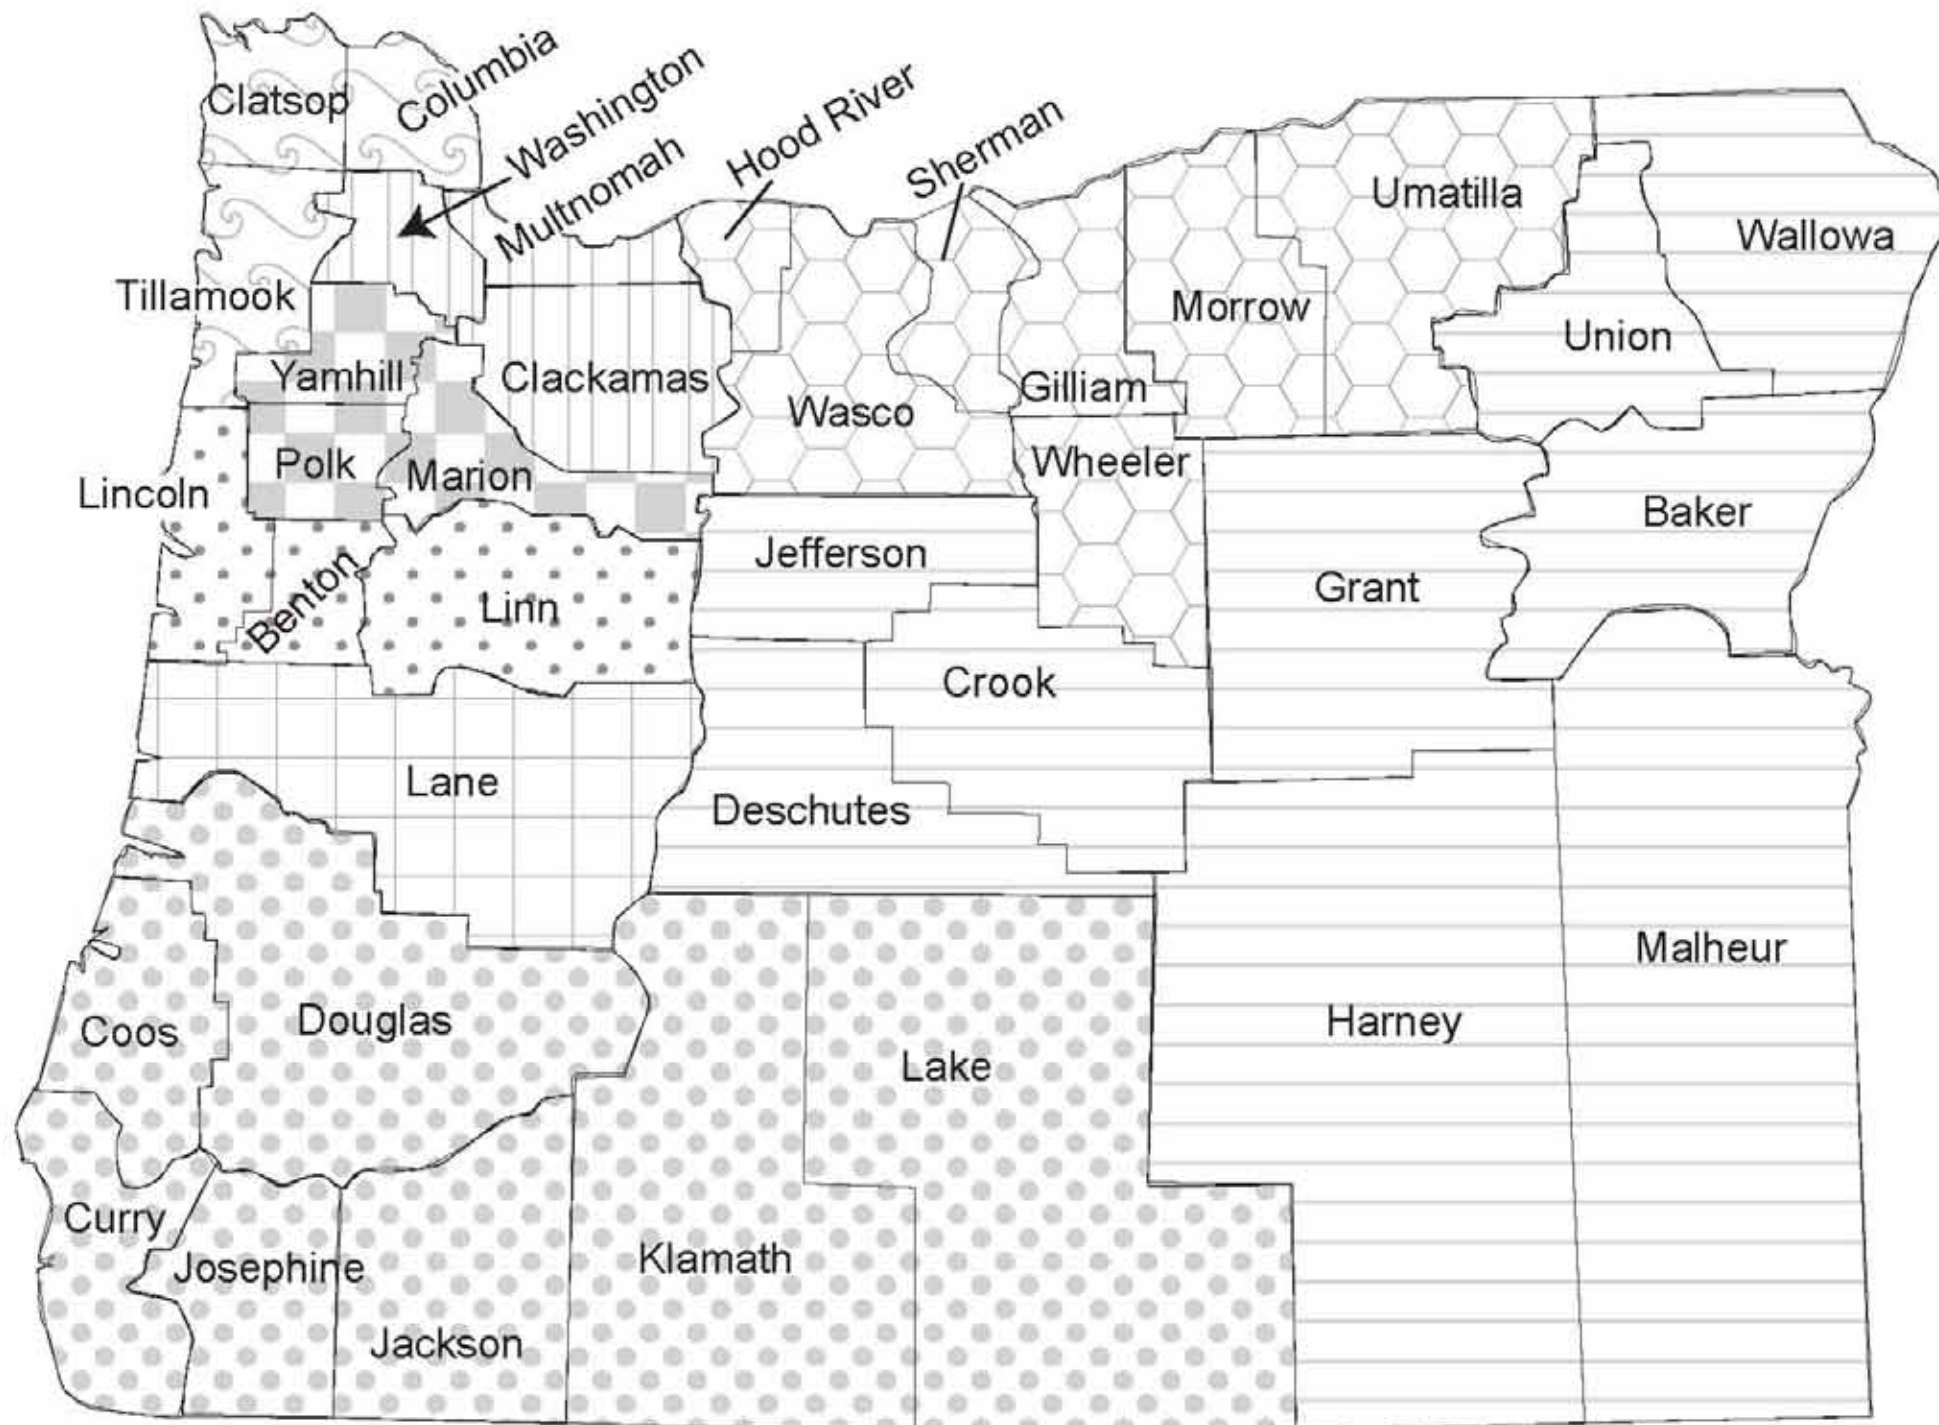 Clatsop
Columbia
Washington
Multnomah
Hood River
Sherman
Umatilla
Wallowa
Tillamook
Morrow
Union
Yamhill
Clackamas
Gilliam
Wasco
Polk
Marion
Wheeler
Lincoln
Baker
Jefferson
Grant
Benton
Linn
Crook
Lane
Deschutes
Malheur
Coos
Douglas
Harney
Lake
Curry
Josephine
Klamath
Jackson